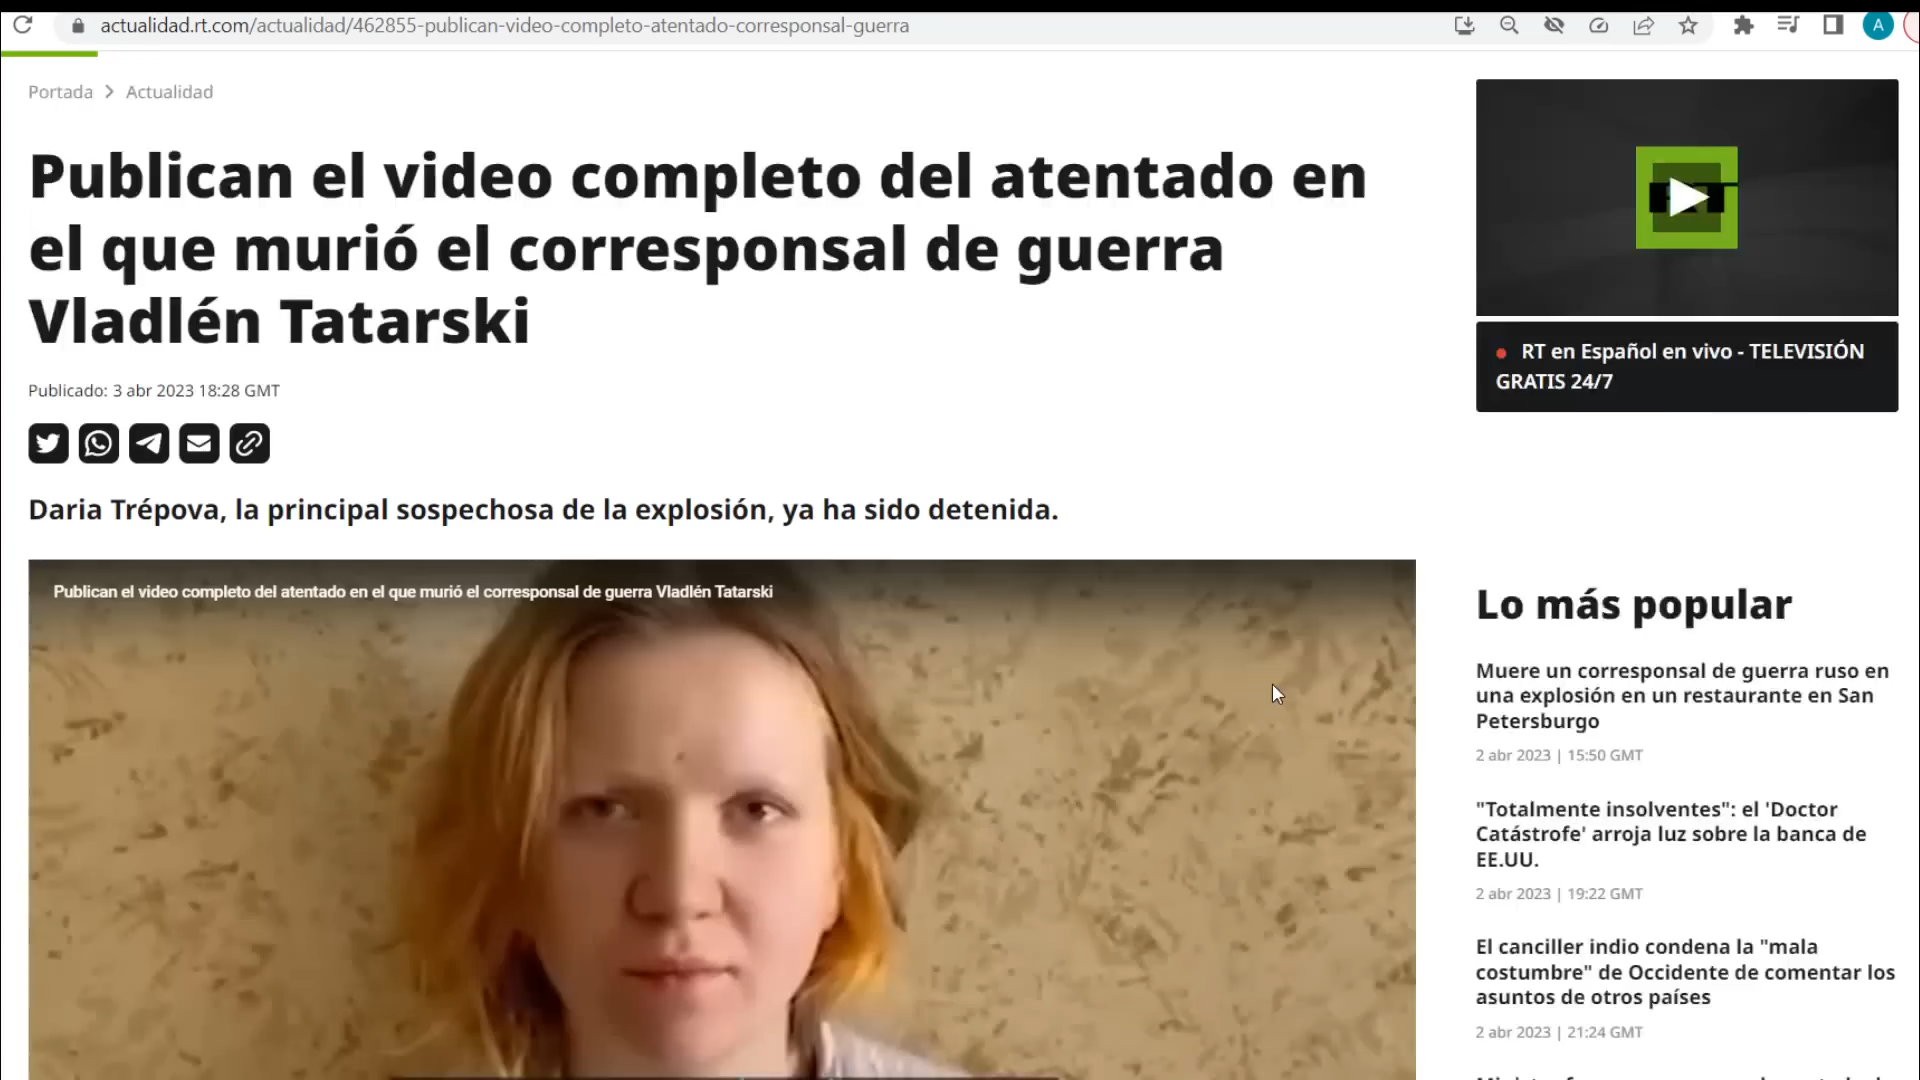 actualidad.rt.com/actualidad/462855-publican-video-completo-atentado-corresponsal-guerra
A
Portada > Actualidad
Publican el video completo del atentado en
el que murió el corresponsal de guerra
Vladlén Tatarski
Publicado: 3 abr 2023 18:28 GMT
Daria Trépova, la principal sospechosa de la explosión, ya ha sido detenida.
Publican el video completo del atentado en el que murió el corresponsal de guerra Vladlén Tatarski
RT en Español en vivo - TELEVISIÓN
GRATIS 24/7
Lo más popular
Muere un corresponsal de guerra ruso en
una explosión en un restaurante en San
Petersburgo
2 abr 2023 | 15:50 GMT
"Totalmente insolventes": el 'Doctor
Catástrofe' arroja luz sobre la banca de
EE.UU.
2 abr 2023 | 19:22 GMT
El canciller indio condena la "mala
costumbre" de Occidente de comentar los
asuntos de otros países
2 abr 2023 | 21:24 GMT